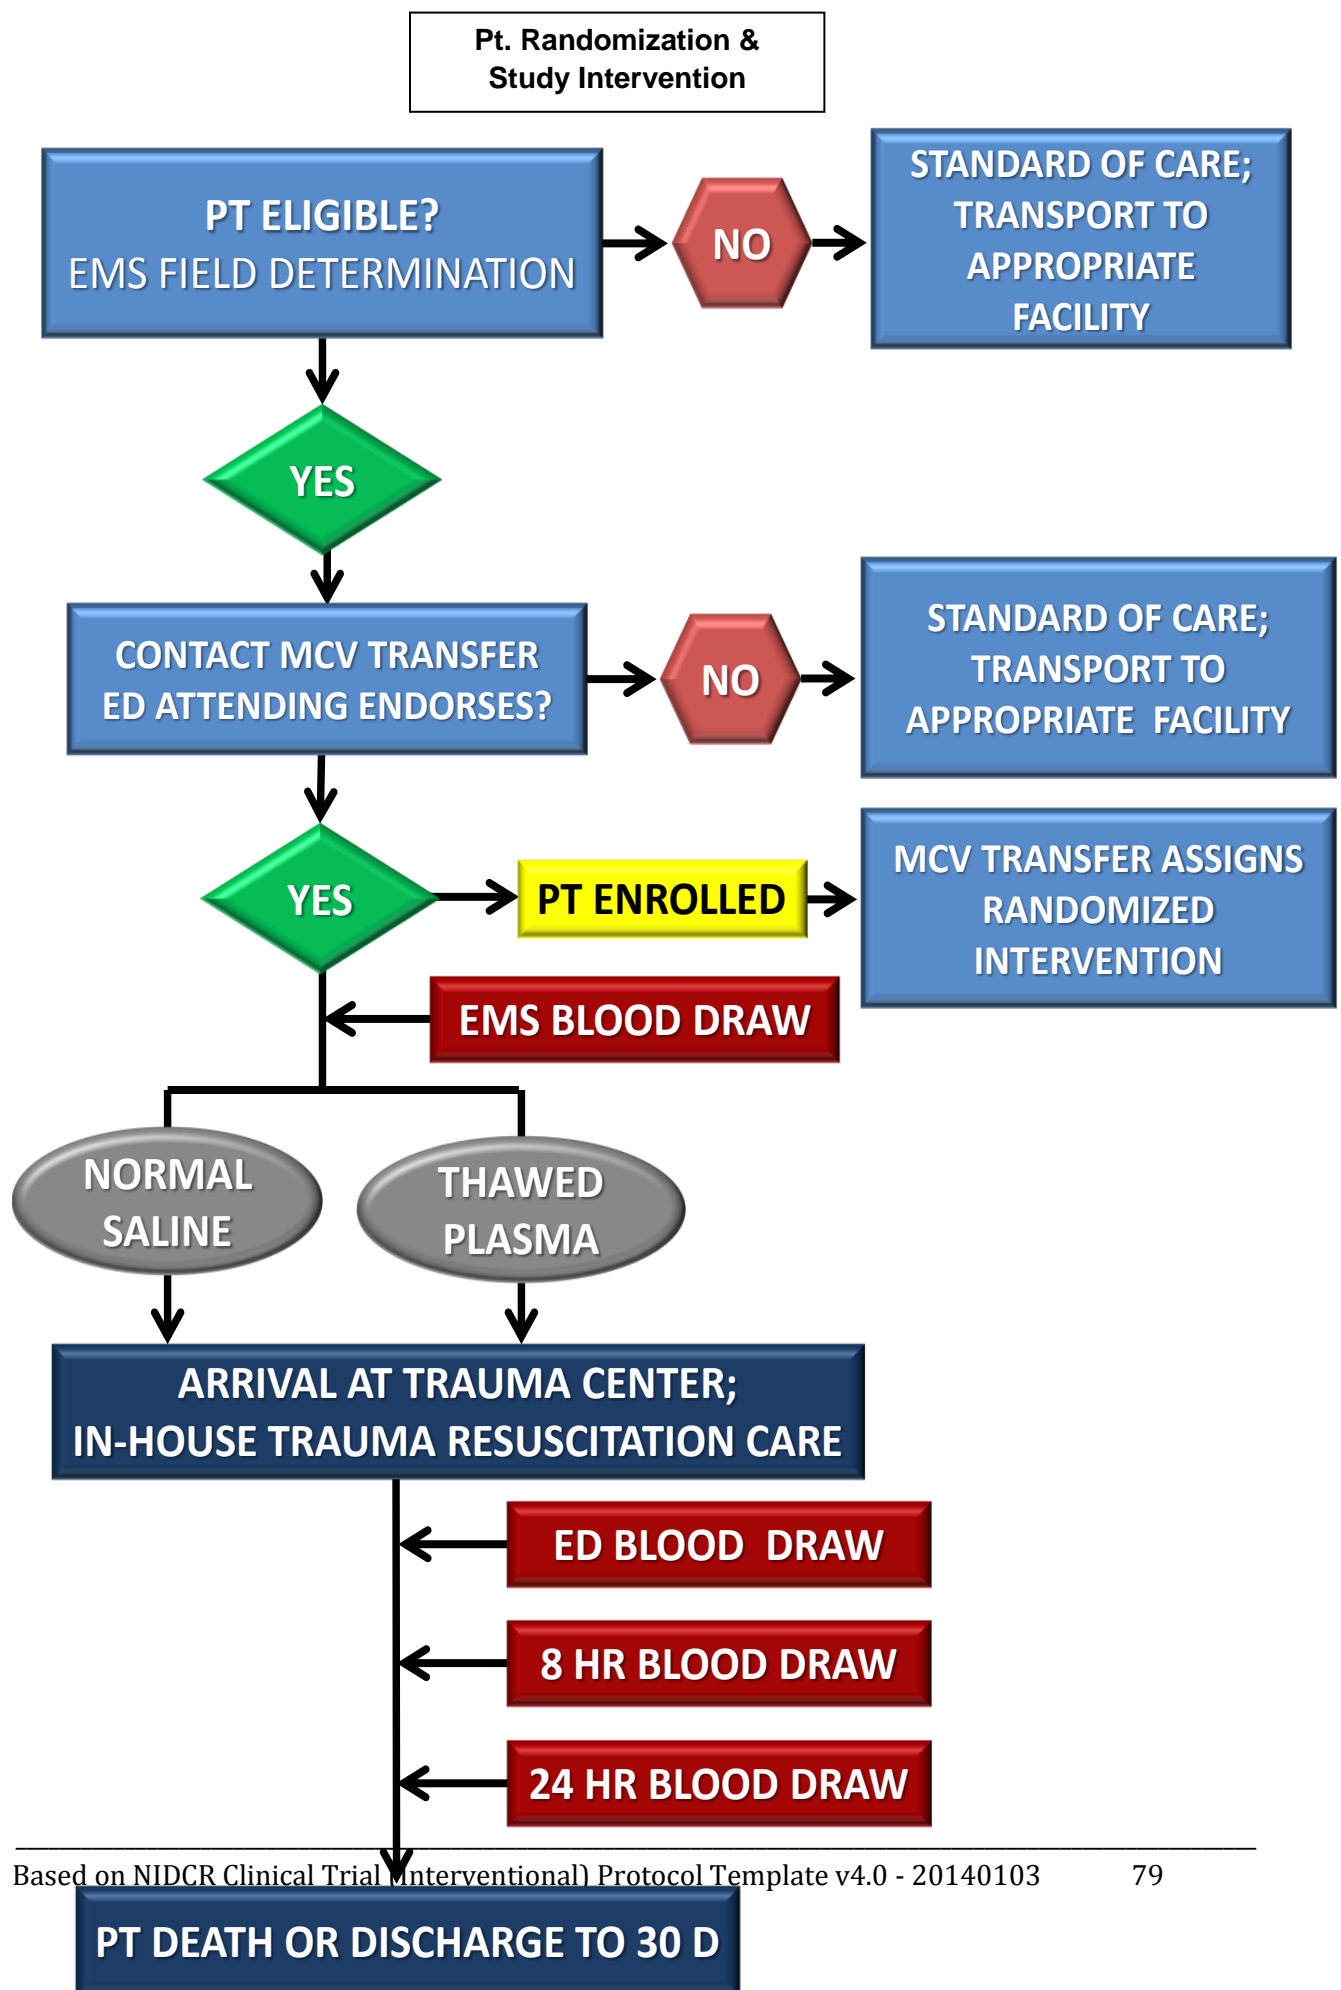 Pt. Randomization &
Study Intervention
PT ELIGIBLE?
EMS FIELD DETERMINATION
NO
STANDARD OF CARE;
TRANSPORT TO
APPROPRIATE
FACILITY
YES
CONTACT MCV TRANSFER
ED ATTENDING ENDORSES?
NO
STANDARD OF CARE;
TRANSPORT TO
APPROPRIATE FACILITY
YES
PT ENROLLED
MCV TRANSFER ASSIGNS
RANDOMIZED
INTERVENTION
EMS BLOOD DRAW
NORMAL
SALINE
THAWED
PLASMA
ARRIVAL AT TRAUMA CENTER;
IN-HOUSE TRAUMA RESUSCITATION CARE
ED BLOOD DRAW
8 HR BLOOD DRAW
24 HR BLOOD DRAW
Based on NIDCR Clinical Trial (Interventional) Protocol Template v4.0 - 20140103 79
PT DEATH OR DISCHARGE TO 30 D